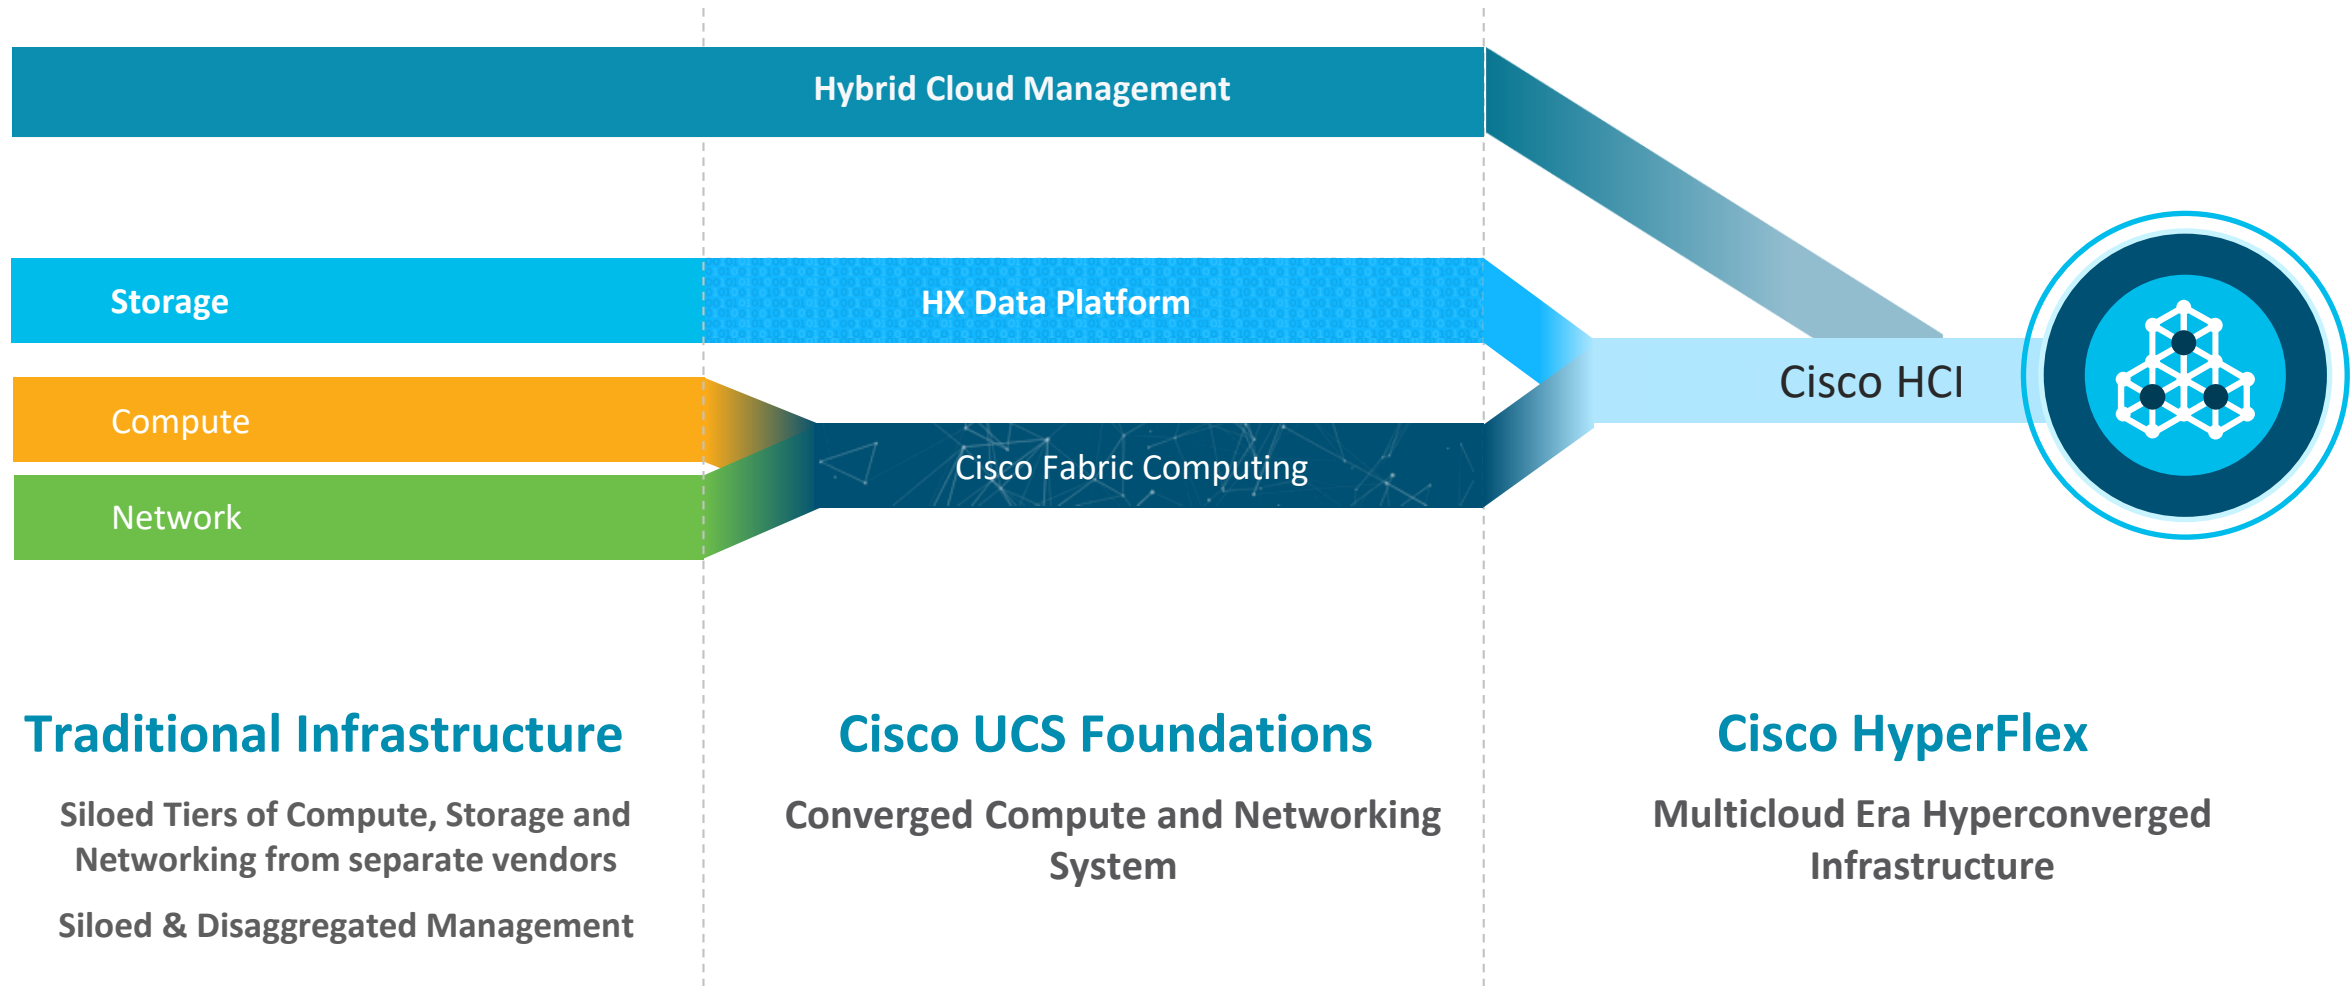 Hybrid Cloud Management
Storage
HX Data Platform
Compute
Network
Cisco Fabric Computing
Cisco HCI
Traditional Infrastructure
Siloed Tiers of Compute, Storage and
Networking from separate vendors
Siloed & Disaggregated Management
Cisco UCS Foundations
Converged Compute and Networking
System
Cisco HyperFlex
Multicloud Era Hyperconverged
Infrastructure